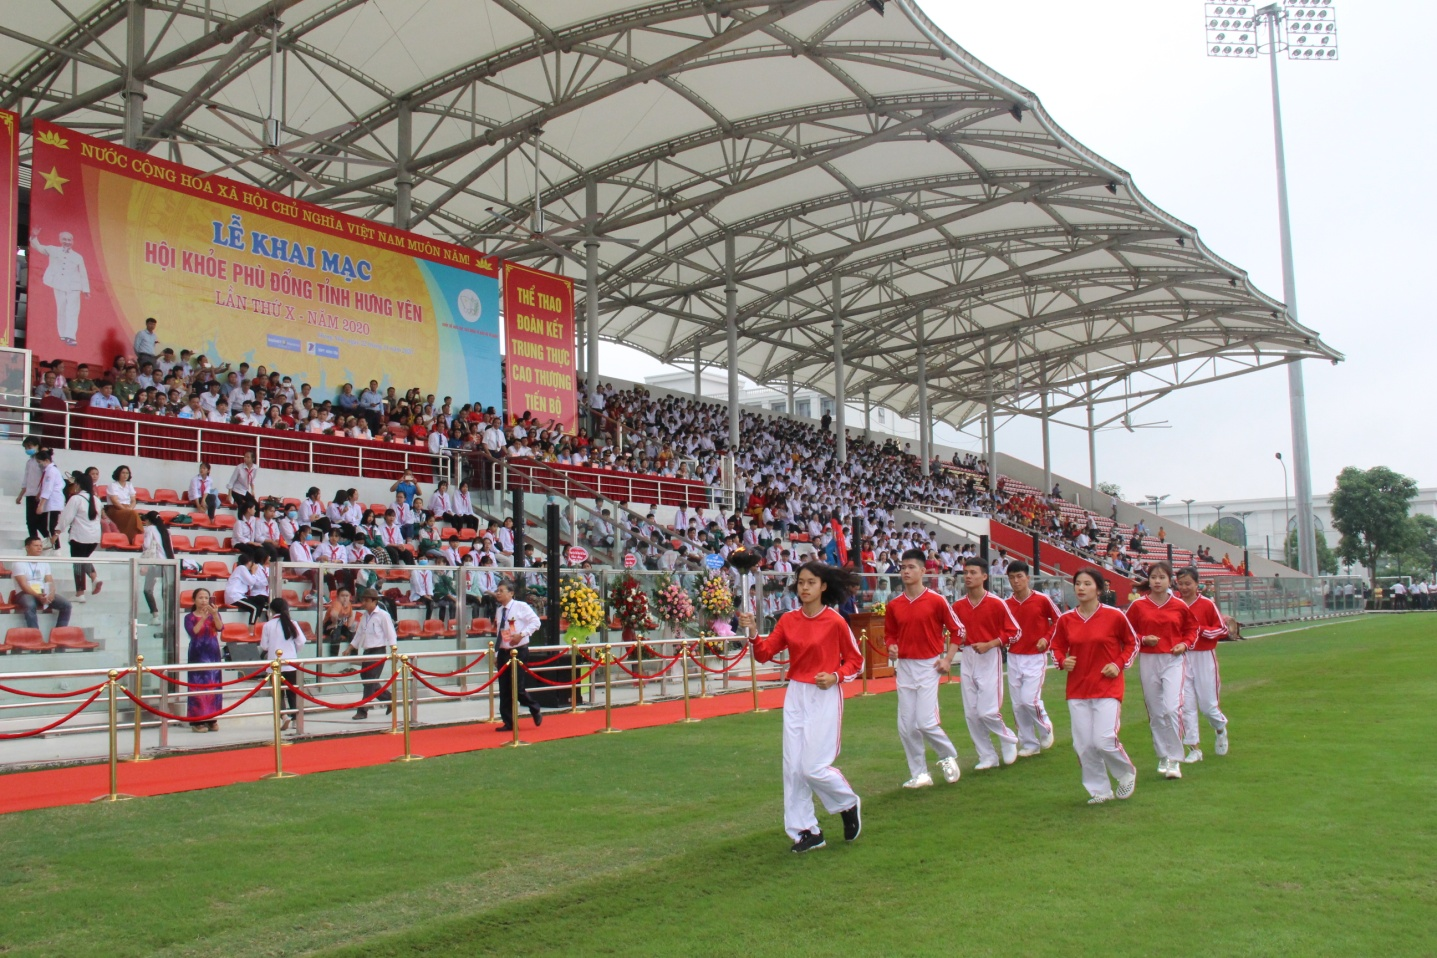 NƯỚC CỘNG HOA XÃ HỘI CHỦ NGHĨA VIỆT NAM MUÔN NĂM!
LỄ KHAI MẠC
HỘI KHỎE PHÙ ĐỔNG TỈNH HƯNG YÊN
LẦN THỨ X - NĂM 2020
THỂ THAO
ĐOÀN KẾT
TRUNG THỰC
CAO THƯỢNG
TIẾN BỘ